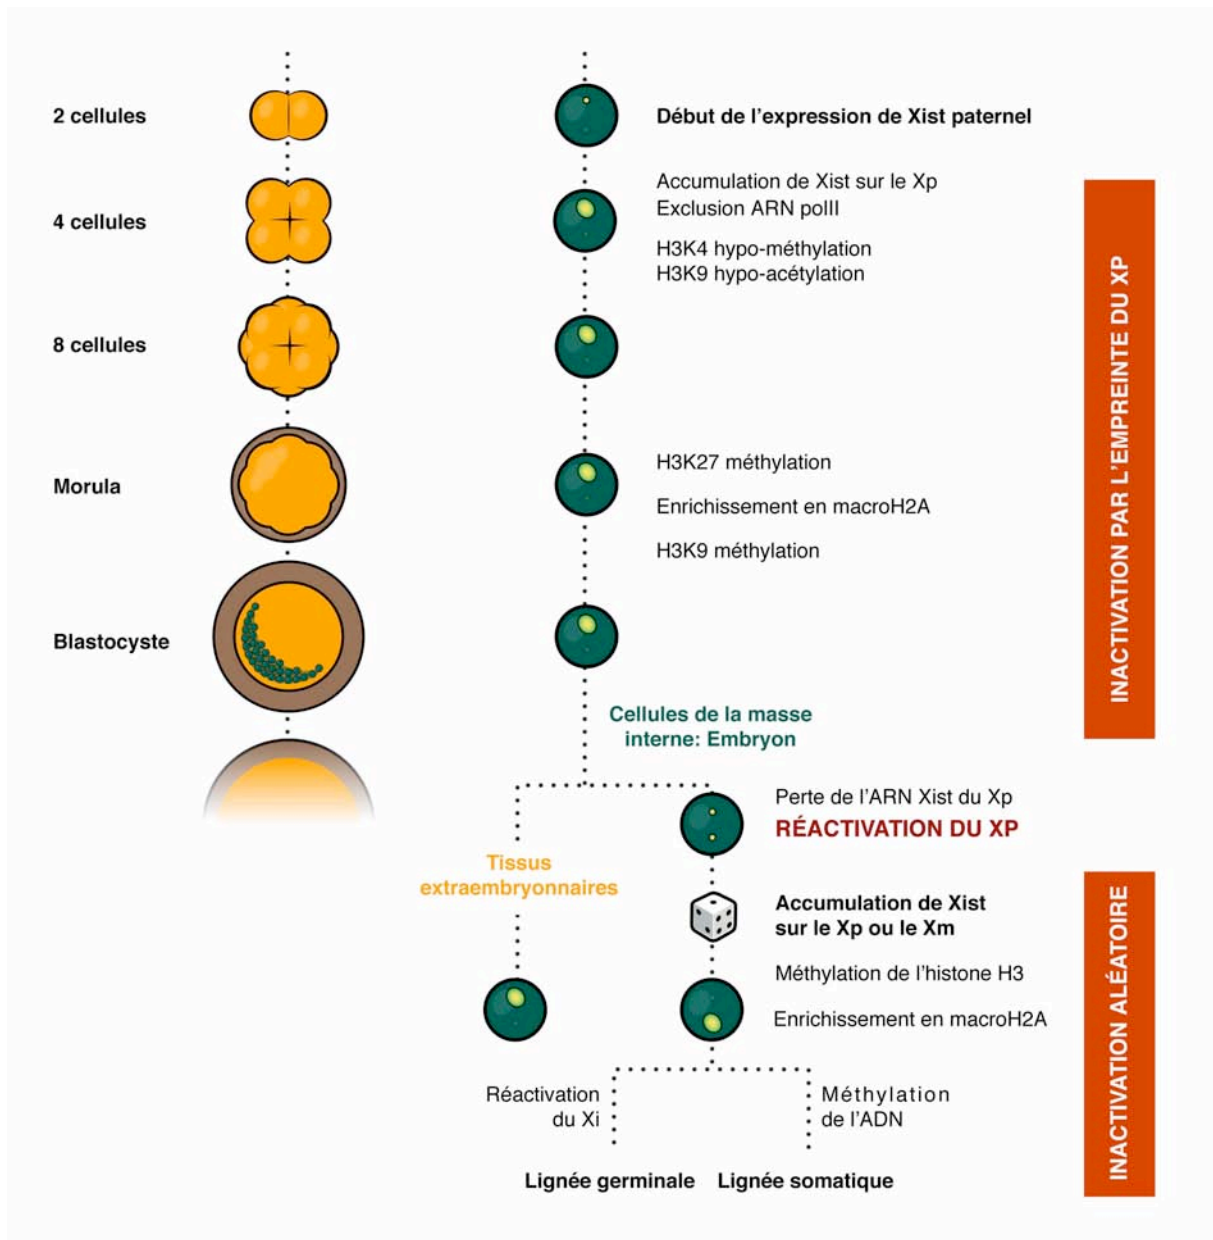 2 cellules
Début de l'expression de Xist paternel
4 cellules
Accumulation de Xist sur le Xp
Exclusion ARN polII
H3K4 hypo-méthylation
H3K9 hypo-acétylation
8 cellules
Morula
H3K27 méthylation
Enrichissement en macroH2A
H3K9 méthylation
Blastocyste
INACTIVATION PAR L'EMPREINTE DU XP
Cellules de la masse
interne: Embryon
Perte de l'ARN Xist du Xp
RÉACTIVATION DU XP
Tissus
extraembryonnaires
Accumulation de Xist
sur le Xp ou le Xm
Méthylation de l'histone H3
Enrichissement en macroH2A
INACTIVATION ALÉATOIRE
Réactivation
du Xi
Méthylation
de l'ADN
Lignée germinale
Lignée somatique